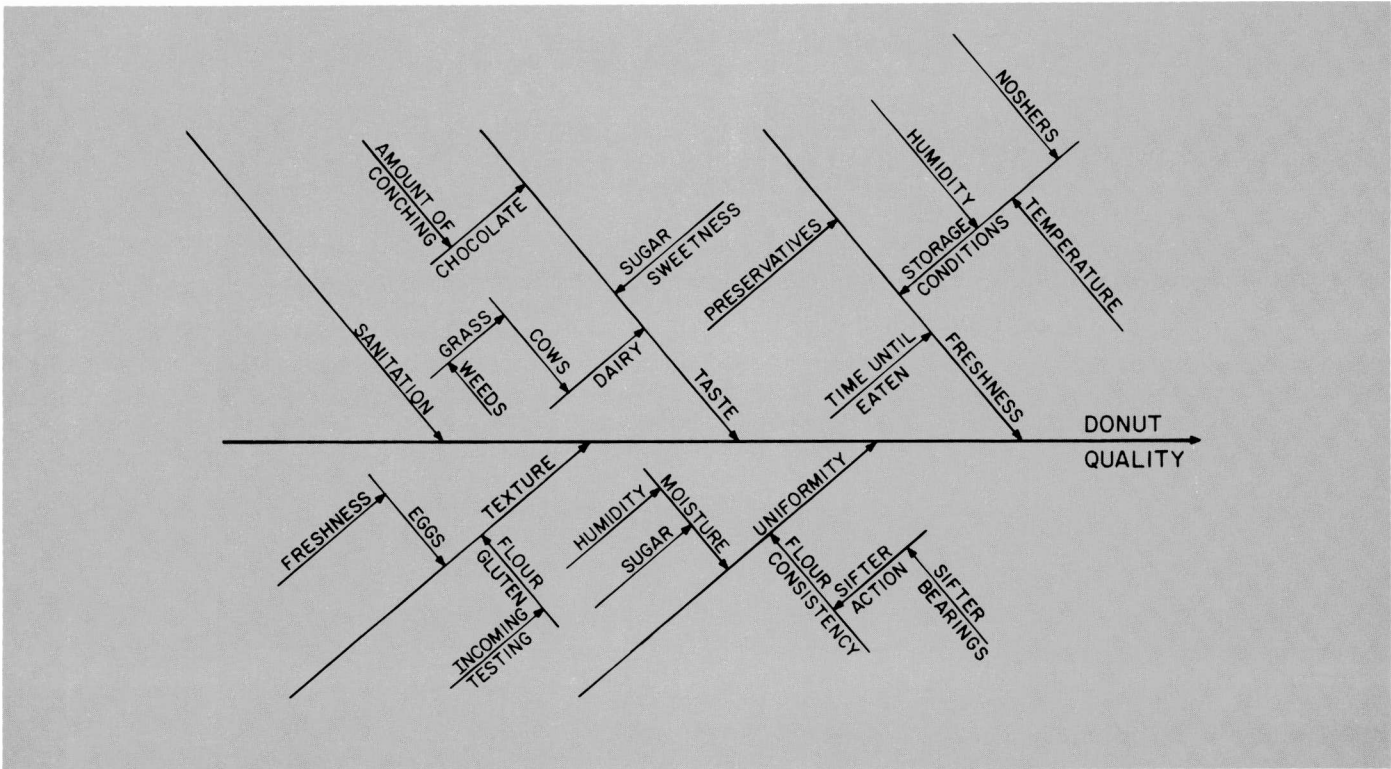 NOSHERS
HUMIDITY
STORAGE
CONDITIONS
TEMPERATURE
AMOUNT OF
CONCHING
CHOCOLATE
SUGAR
SWEETNESS
PRESERVATIVES
SANITATION
GRASS
WEEDS
COWS
DAIRY
TASTE
TIME UNTIL
EATEN
FRESHNESS
DONUT
QUALITY
FRESHNESS
EGGS
TEXTURE
FLOUR
GLUTEN
INCOMING
TESTING
HUMIDITY
SUGAR
MOISTURE
UNIFORMITY
FLOUR
CONSISTENCY
SIFTER
ACTION
SIFTER
BEARINGS